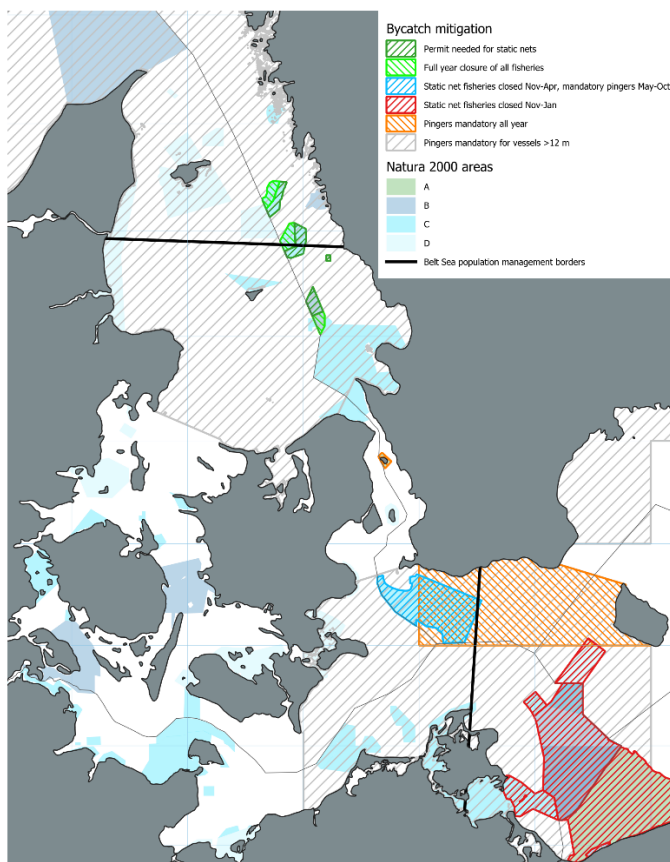 Bycatch mitigation
Permit needed for static nets
Full year closure of all fisheries
Static net fisheries closed Nov-Apr, mandatory pingers May-Oct
Static net fisheries closed Nov-Jan
Pingers mandatory all year
Pingers mandatory for vessels >12 m
Natura 2000 areas
A
B
C
D
Belt Sea population management borders